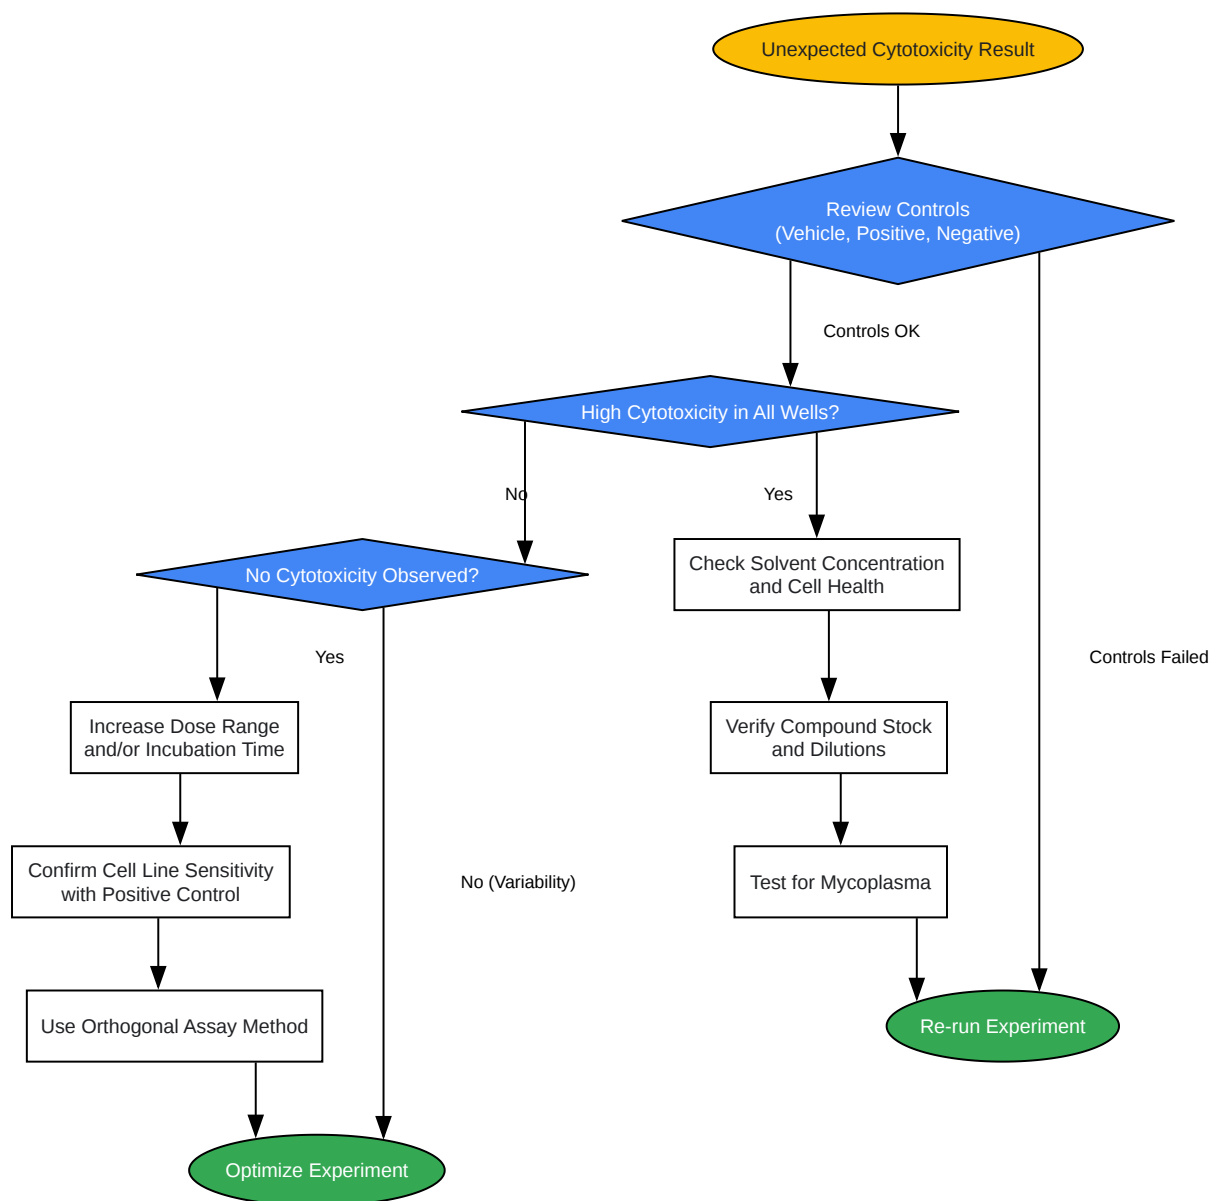 Unexpected Cytotoxicity Result
Review Controls
(Vehicle, Positive, Negative)
Controls OK
High Cytotoxicity in All Wells?
No
Yes
No Cytotoxicity Observed?
Check Solvent Concentration
and Cell Health
Yes
Controls Failed
Increase Dose Range
and/or Incubation Time
Verify Compound Stock
and Dilutions
Confirm Cell Line Sensitivity
with Positive Control
No (Variability)
Test for Mycoplasma
Use Orthogonal Assay Method
Re-run Experiment
Optimize Experiment